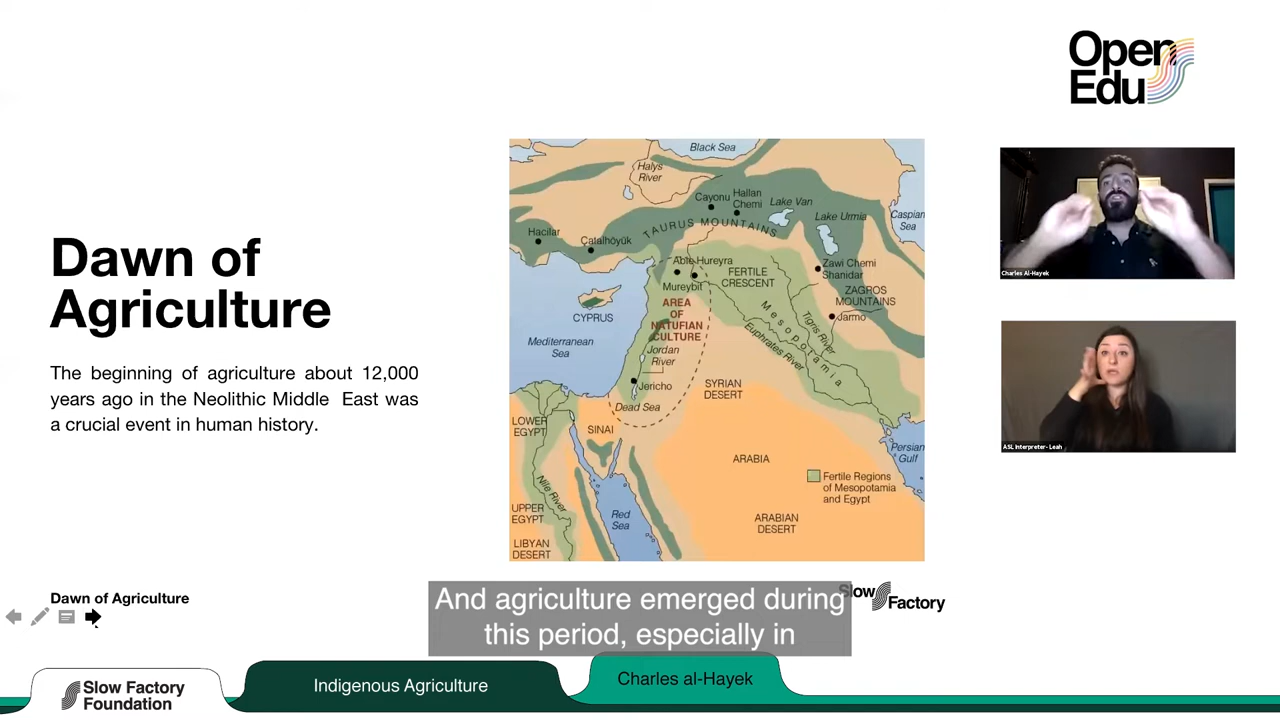 Open
Edu
Dawn of
Agriculture
The beginning of agriculture about 12,000
years ago in the Neolithic Middle East was
a crucial event in human history.
Black Sea
Halys
River
Cayonu
Hallan
Chemi
Lake Van
Lake Urmia
Caspian
Sea
TAURUS MOUNTAINS
Hacilar
Çatalhöyük
Abu Hureyra
Mureybit
FERTILE
CRESCENT
Zawi Chemi
Shanidar
ZAGROS
MOUNTAINS
Jarmo
CYPRUS
AREA
OF
NATUFIAN
CULTURE
Mesopotamia
Tigris River
Euphrates River
Mediterranean
Sea
Jordan
River
Jericho
Dead Sea
SYRIAN
DESERT
LOWER
EGYPT
SINAI
Persian
Gulf
ARABIA
Fertile Regions
of Mesopotamia
and Egypt
Nile River
UPPER
EGYPT
Red
Sea
ARABIAN
DESERT
LIBYAN
DESERT
Charles Al-Hayek
ASL Interpreter- Leah
Dawn of Agriculture
Slow
Factory
And agriculture emerged during
this period, especially in
Slow Factory
Foundation
Indigenous Agriculture
Charles al-Hayek